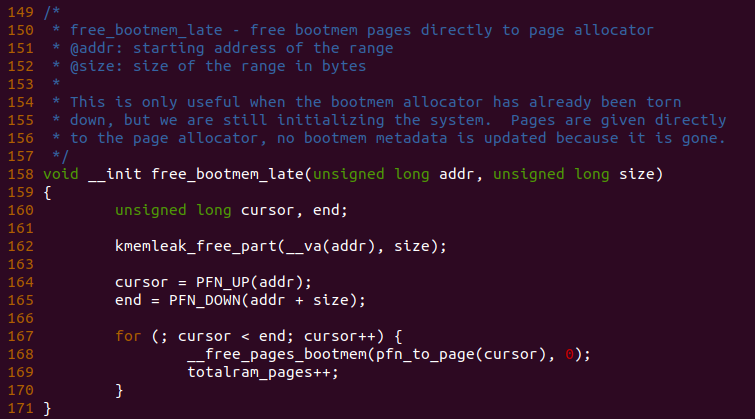 149 /*
150  * free_bootmem_late - free bootmem pages directly to page allocator
151  * @addr: starting address of the range
152  * @size: size of the range in bytes
153  *
154  * This is only useful when the bootmem allocator has already been torn
155  * down, but we are still initializing the system.  Pages are given directly
156  * to the page allocator, no bootmem metadata is updated because it is gone.
157  */
158 void __init free_bootmem_late(unsigned long addr, unsigned long size)
159 {
160         unsigned long cursor, end;
161
162         kmemleak_free_part(__va(addr), size);
163
164         cursor = PFN_UP(addr);
165         end = PFN_DOWN(addr + size);
166
167         for (; cursor < end; cursor++) {
168                 __free_pages_bootmem(pfn_to_page(cursor), 0);
169                 totalram_pages++;
170         }
171 }